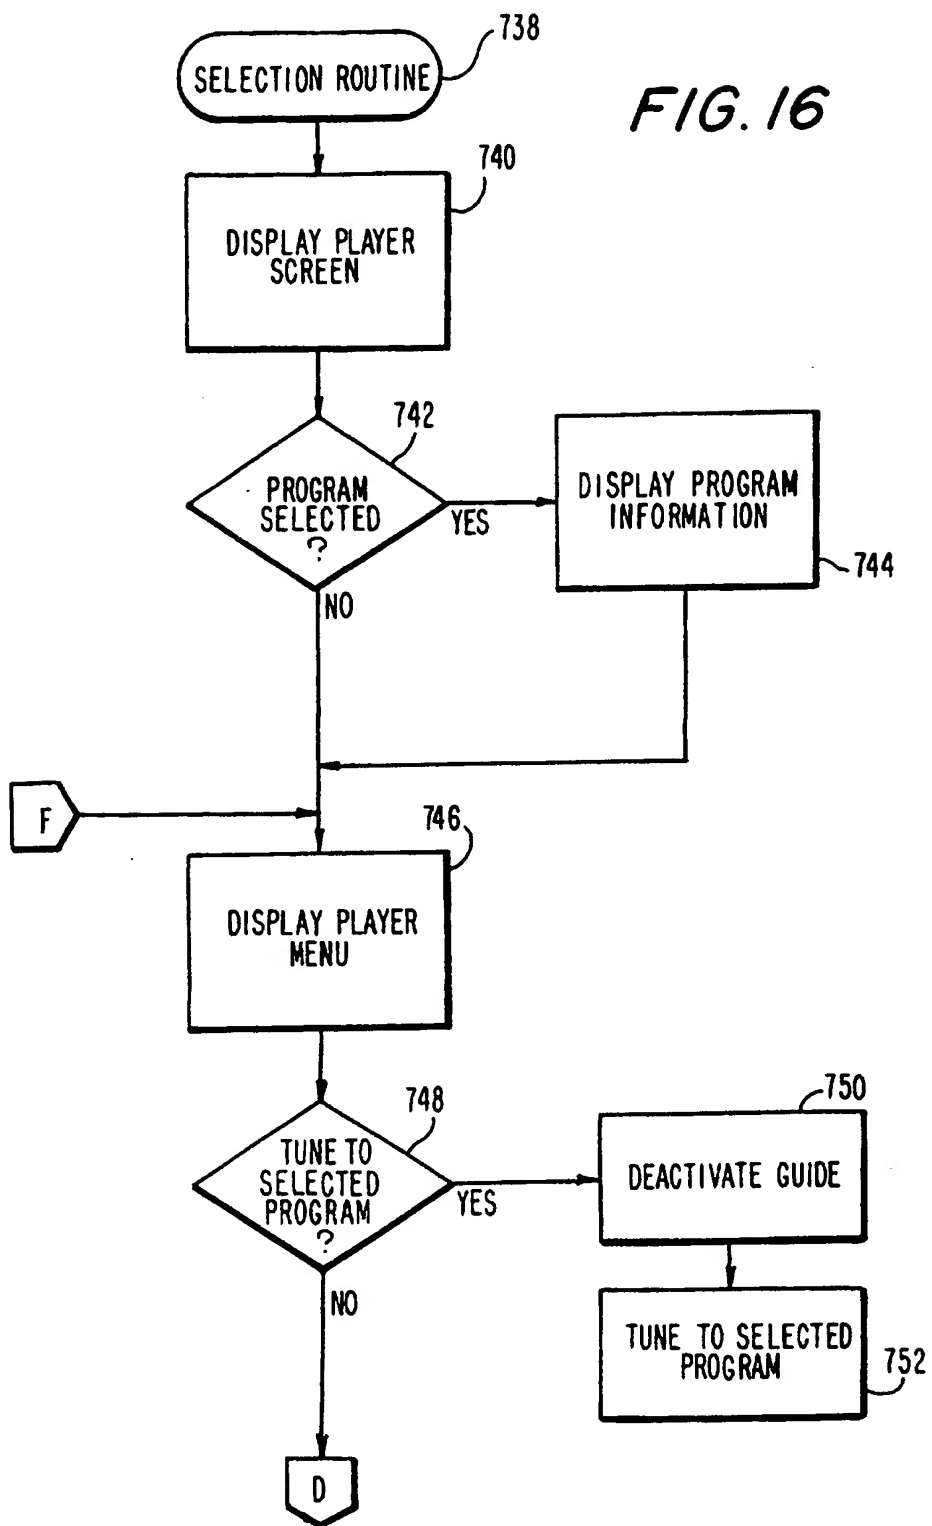 738
SELECTION ROUTINE
FIG. 16
740
DISPLAY PLAYER
SCREEN
742
PROGRAM
SELECTED
?
YES
DISPLAY PROGRAM
INFORMATION
744
NO
F
746
DISPLAY PLAYER
MENU
748
TUNE TO
SELECTED
PROGRAM
?
YES
750
DEACTIVATE GUIDE
NO
TUNE TO SELECTED
PROGRAM
752
D